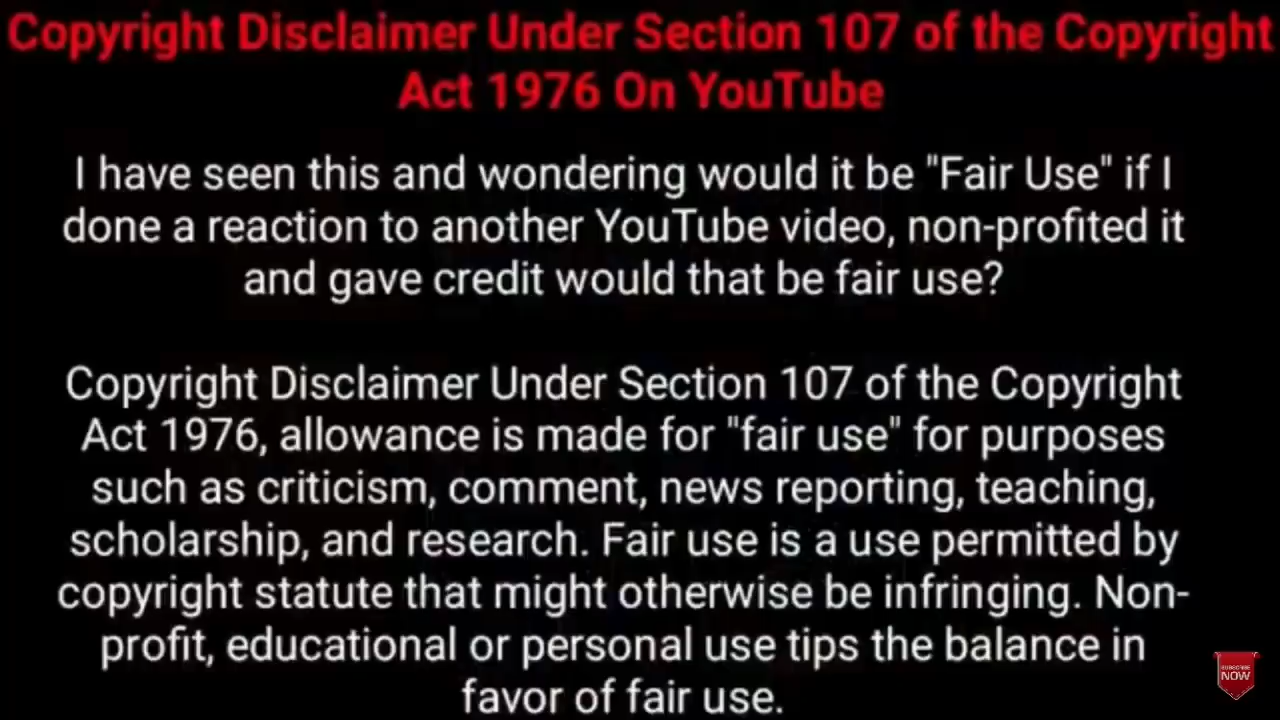 Copyright Disclaimer Under Section 107 of the Copyright
Act 1976 On YouTube
I have seen this and wondering would it be "Fair Use" if I
done a reaction to another YouTube video, non-profited it
and gave credit would that be fair use?
Copyright Disclaimer Under Section 107 of the Copyright
Act 1976, allowance is made for "fair use" for purposes
such as criticism, comment, news reporting, teaching,
scholarship, and research. Fair use is a use permitted by
copyright statute that might otherwise be infringing. Non-
profit, educational or personal use tips the balance in
favor of fair use.
SUBSCRIBE
NOW